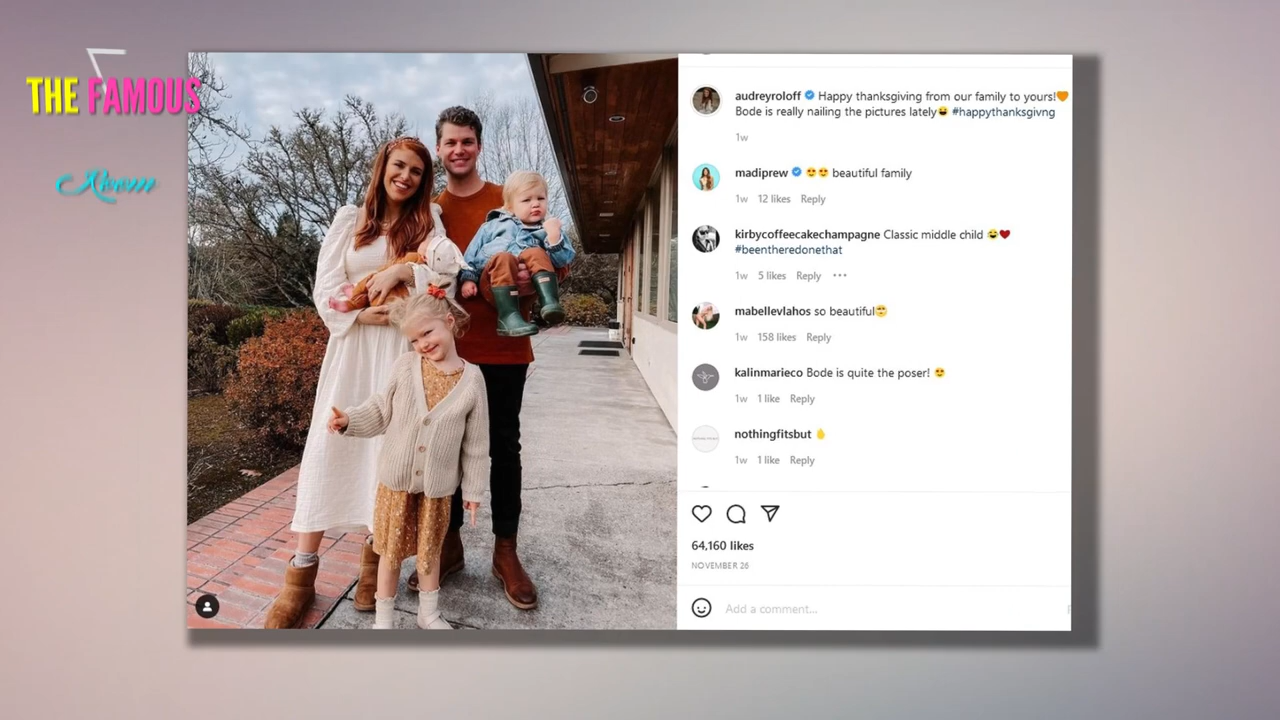 THE FAMOUS
Room
audreyroloff Happy thanksgiving from our family to yours!🧡
Bode is really nailing the pictures lately😅 #happythanksgivng
1w
madiprew 😍😍 beautiful family
1w 12 likes Reply
kirbycoffeecakechampagne Classic middle child 😂❤️
#beentheredonethat
1w 5 likes Reply •••
mabellevlahos so beautiful🥰
1w 158 likes Reply
kalinmarieco Bode is quite the poser! 😍
1w 1 like Reply
nothingfitsbut 👌
1w 1 like Reply
64,160 likes
NOVEMBER 26
Add a comment...